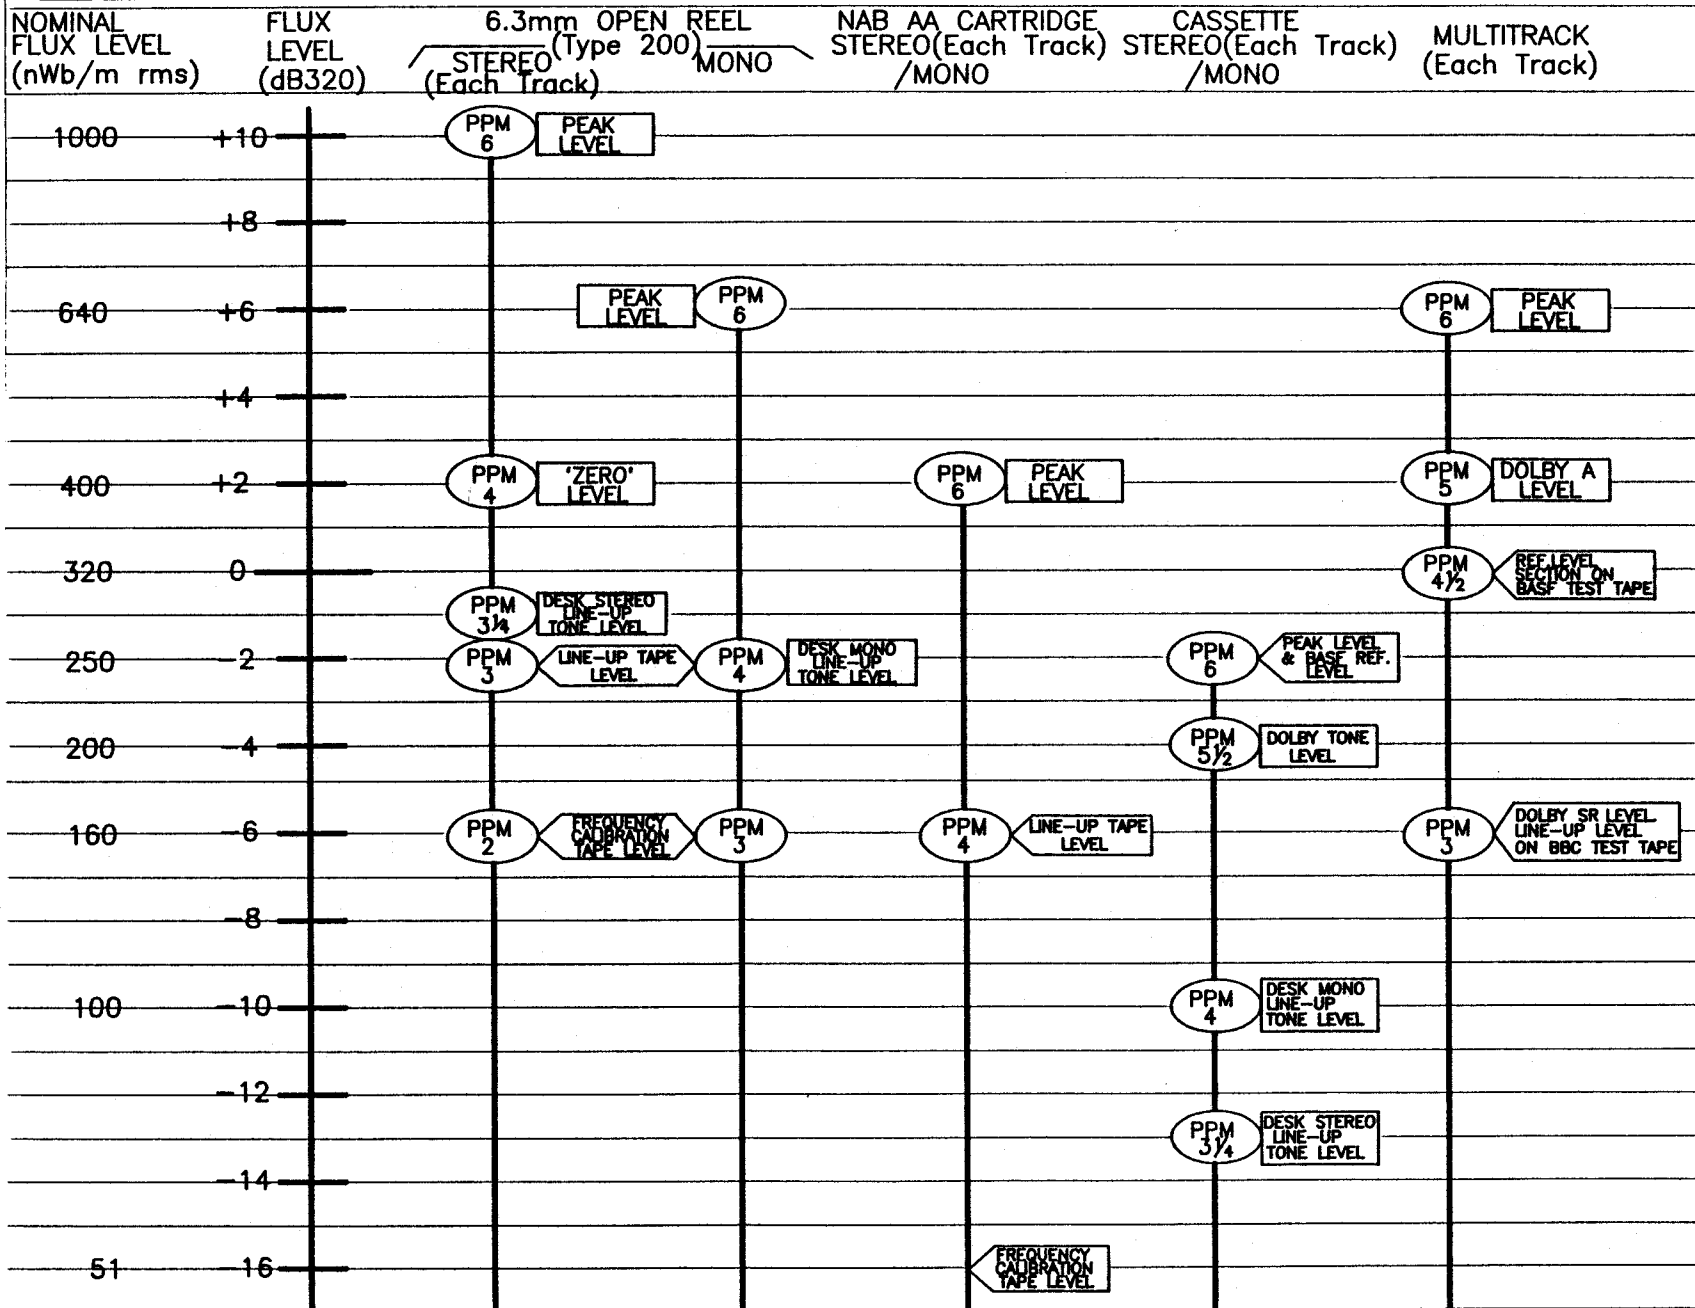 NOMINAL
FLUX LEVEL
(nWb/m rms)
FLUX
LEVEL
(dB320)
6.3mm OPEN REEL
(Type 200)
STEREO
(Each Track)
MONO
NAB AA CARTRIDGE
STEREO(Each Track)
/MONO
CASSETTE
STEREO(Each Track)
/MONO
MULTITRACK
(Each Track)
1000 +10
PPM
6
PEAK
LEVEL
+8
640 +6
PEAK
LEVEL
PPM
6
PPM
6
PEAK
LEVEL
+4
400 +2
PPM
4
'ZERO'
LEVEL
PPM
6
PEAK
LEVEL
PPM
5
DOLBY A
LEVEL
320 0
PPM
4½
REF.LEVEL
SECTION ON
BASF TEST TAPE
PPM
3¼
DESK STEREO
LINE-UP
TONE LEVEL
250 -2
PPM
3
LINE-UP TAPE
LEVEL
PPM
4
DESK MONO
LINE-UP
TONE LEVEL
PPM
6
PEAK LEVEL
& BASE REF.
LEVEL
200 -4
PPM
5½
DOLBY TONE
LEVEL
160 -6
PPM
2
FREQUENCY
CALIBRATION
TAPE LEVEL
PPM
3
PPM
4
LINE-UP TAPE
LEVEL
PPM
3
DOLBY SR LEVEL
LINE-UP LEVEL
ON BBC TEST TAPE
-8
100 -10
PPM
4
DESK MONO
LINE-UP
TONE LEVEL
-12
PPM
3¼
DESK STEREO
LINE-UP
TONE LEVEL
-14
51 -16
FREQUENCY
CALIBRATION
TAPE LEVEL